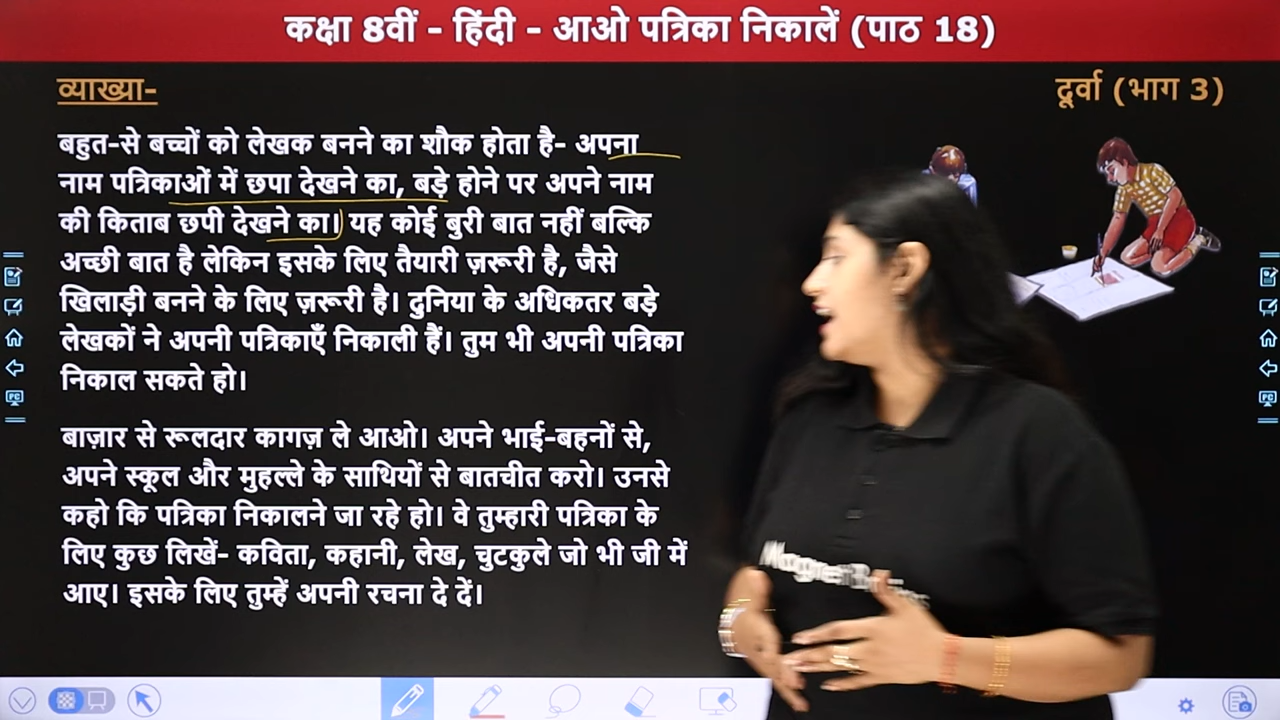 कक्षा 8वीं - हिंदी - आओ पत्रिका निकालें (पाठ 18)
व्याख्या-
दूर्वा (भाग 3)
बहुत-से बच्चों को लेखक बनने का शौक होता है- अपना
नाम पत्रिकाओं में छपा देखने का, बड़े होने पर अपने नाम
की किताब छपी देखने का। यह कोई बुरी बात नहीं बल्कि
अच्छी बात है लेकिन इसके लिए तैयारी ज़रूरी है, जैसे
खिलाड़ी बनने के लिए ज़रूरी है। दुनिया के अधिकतर बड़े
लेखकों ने अपनी पत्रिकाएँ निकाली हैं। तुम भी अपनी पत्रिका
निकाल सकते हो।
बाज़ार से रूलदार कागज़ ले आओ। अपने भाई-बहनों से,
अपने स्कूल और मुहल्ले के साथियों से बातचीत करो। उनसे
कहो कि पत्रिका निकालने जा रहे हो। वे तुम्हारी पत्रिका के
लिए कुछ लिखें- कविता, कहानी, लेख, चुटकुले जो भी जी में
आए। इसके लिए तुम्हें अपनी रचना दे दें।
PC
PC